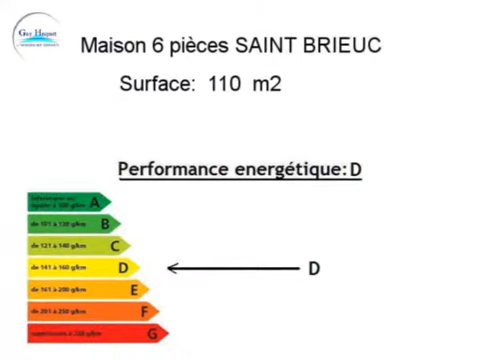 Guy Hoquet
Maison 6 pièces SAINT BRIEUC
Surface: 110 m2
Performance energétique: D
A
de 101 à 120 g/km B
de 121 à 140 g/km C
de 141 à 160 g/km D
D
de 161 à 200 g/km E
de 201 à 250 g/km F
G